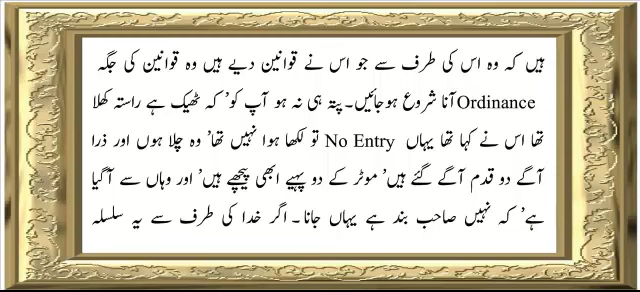 ہیں کہ وہ اس کی طرف سے جو اس نے قوانین دیے ہیں وہ قوانین کی جگہ
Ordinance آنا شروع ہوجائیں۔ پتہ ہی نہ ہو آپ کو' کہ ٹھیک ہے راستہ کھلا
تھا اس نے کہا تھا یہاں No Entry تو لکھا ہوا نہیں تھا' وہ چلا ہوں اور ذرا
آگے دو قدم آگے گئے ہیں' موٹر کے دو پہیے ابھی پیچھے ہیں' اور وہاں سے آگیا
ہے' کہ نہیں صاحب بند ہے یہاں جانا۔ اگر خدا کی طرف سے یہ سلسلہ